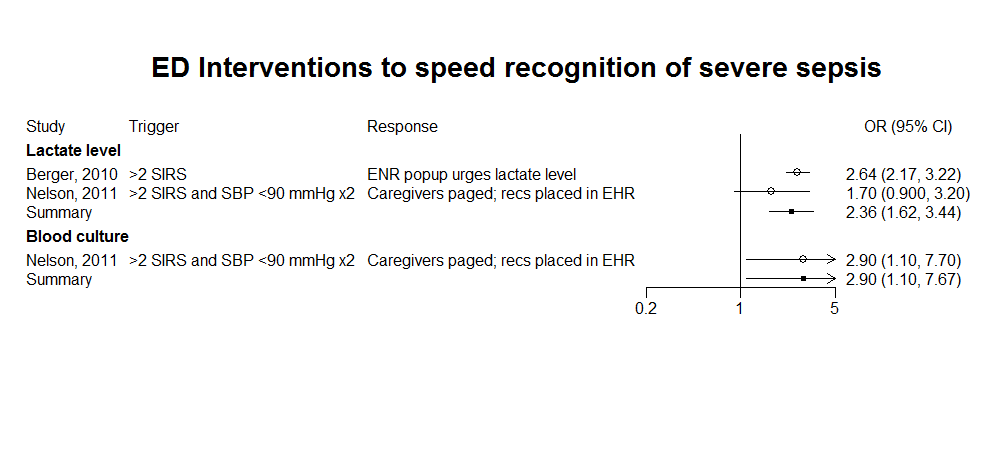 ED Interventions to speed recognition of severe sepsis
Study Trigger Response OR (95% CI)
Lactate level
Berger, 2010 >2 SIRS ENR popup urges lactate level 2.64 (2.17, 3.22)
Nelson, 2011 >2 SIRS and SBP <90 mmHg x2 Caregivers paged; recs placed in EHR 1.70 (0.900, 3.20)
Summary 2.36 (1.62, 3.44)
Blood culture
Nelson, 2011 >2 SIRS and SBP <90 mmHg x2 Caregivers paged; recs placed in EHR 2.90 (1.10, 7.70)
Summary 2.90 (1.10, 7.67)
0.2 1 5